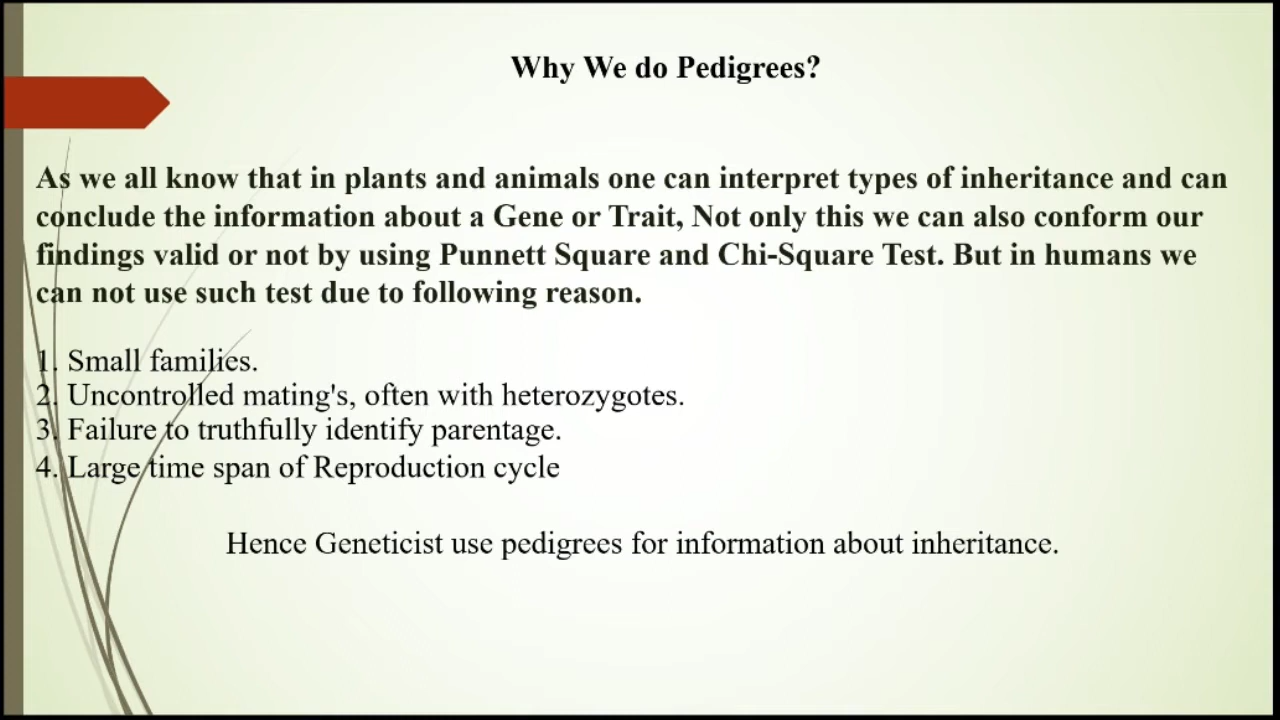 Why We do Pedigrees?
As we all know that in plants and animals one can interpret types of inheritance and can
conclude the information about a Gene or Trait, Not only this we can also conform our
findings valid or not by using Punnett Square and Chi-Square Test. But in humans we
can not use such test due to following reason.
1. Small families.
2. Uncontrolled mating's, often with heterozygotes.
3. Failure to truthfully identify parentage.
4. Large time span of Reproduction cycle
Hence Geneticist use pedigrees for information about inheritance.